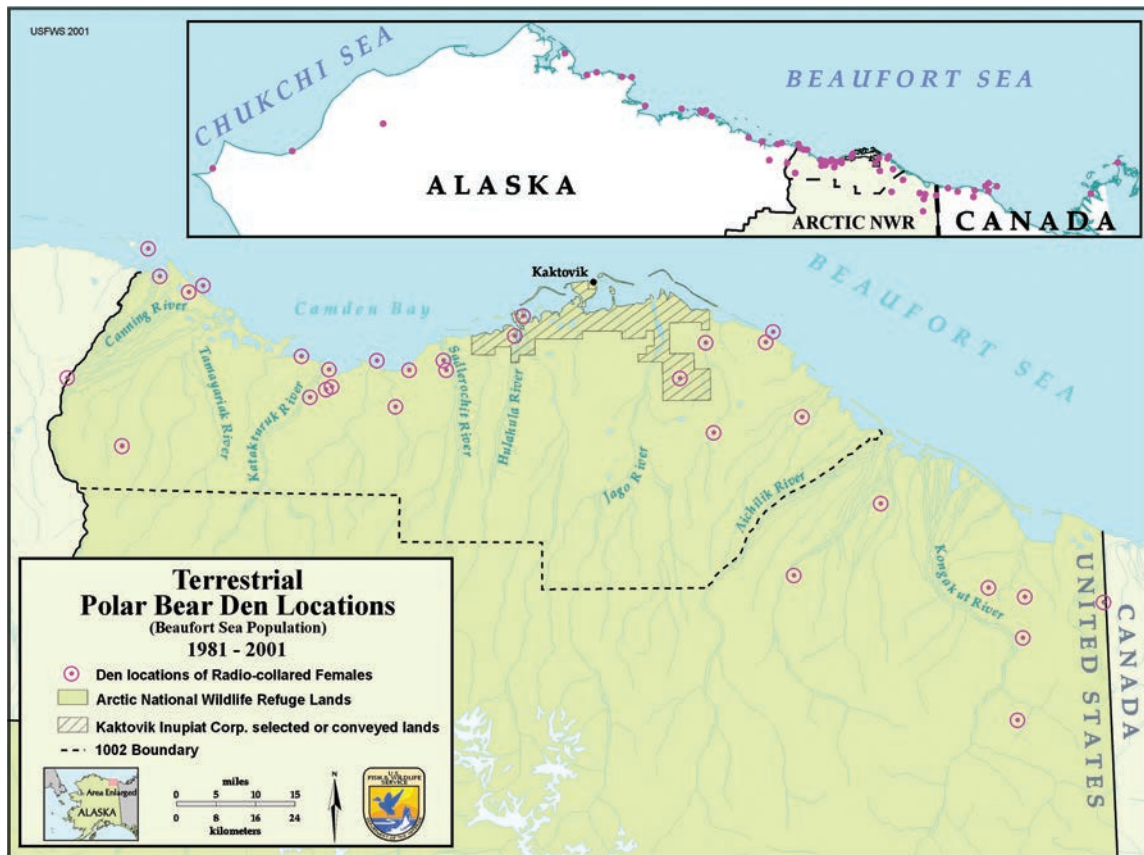 USFWS 2001
CHUKCHI SEA
BEAUFORT SEA
ALASKA
ARCTIC NWR
CANADA
Kaktovik
BEAUFORT SEA
Camden Bay
Canning River
Tamayariak River
Katakturuk River
Sadlerochit River
Hulahula River
Jago River
Aichilik River
Kongakut River
UNITED STATES
CANADA
Terrestrial
Polar Bear Den Locations
(Beaufort Sea Population)
1981 - 2001
Den locations of Radio-collared Females
Arctic National Wildlife Refuge Lands
Kaktovik Inupiat Corp. selected or conveyed lands
1002 Boundary
Area Enlarged
ALASKA
miles
0 5 10 15
0 8 16 24
kilometers
N
U.S.
FISH & WILDLIFE
SERVICE